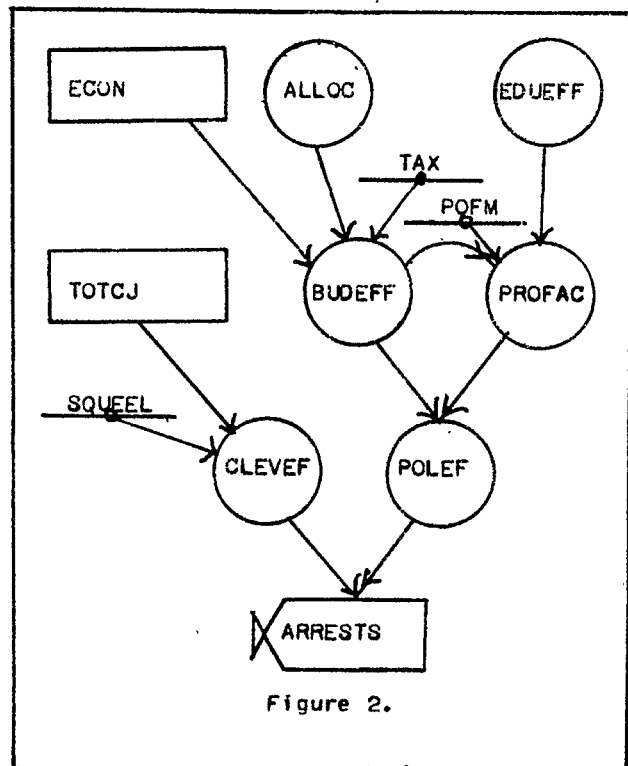 ECON
ALLOC
EDUEFF
TAX
POFM
TOTCJ
BUDEFF
PROFAC
SQUEEL
CLEVEF
POLEF
ARRESTS
Figure 2.